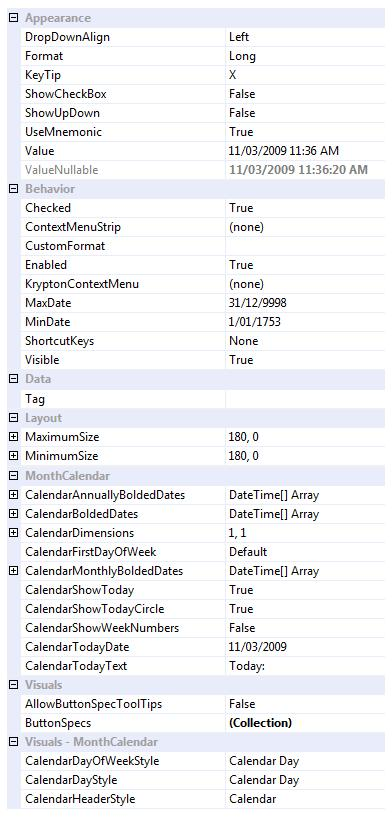 Appearance
DropDownAlign Left
Format Long
KeyTip X
ShowCheckBox False
ShowUpDown False
UseMnemonic True
Value 11/03/2009 11:36 AM
ValueNullable 11/03/2009 11:36:20 AM
Behavior
Checked True
ContextMenuStrip (none)
CustomFormat
Enabled True
KryptonContextMenu (none)
MaxDate 31/12/9998
MinDate 1/01/1753
ShortcutKeys None
Visible True
Data
Tag
Layout
MaximumSize 180, 0
MinimumSize 180, 0
MonthCalendar
CalendarAnnuallyBoldedDates DateTime[] Array
CalendarBoldedDates DateTime[] Array
CalendarDimensions 1, 1
CalendarFirstDayOfWeek Default
CalendarMonthlyBoldedDates DateTime[] Array
CalendarShowToday True
CalendarShowTodayCircle True
CalendarShowWeekNumbers False
CalendarTodayDate 11/03/2009
CalendarTodayText Today:
Visuals
AllowButtonSpecToolTips False
ButtonSpecs (Collection)
Visuals - MonthCalendar
CalendarDayOfWeekStyle Calendar Day
CalendarDayStyle Calendar Day
CalendarHeaderStyle Calendar